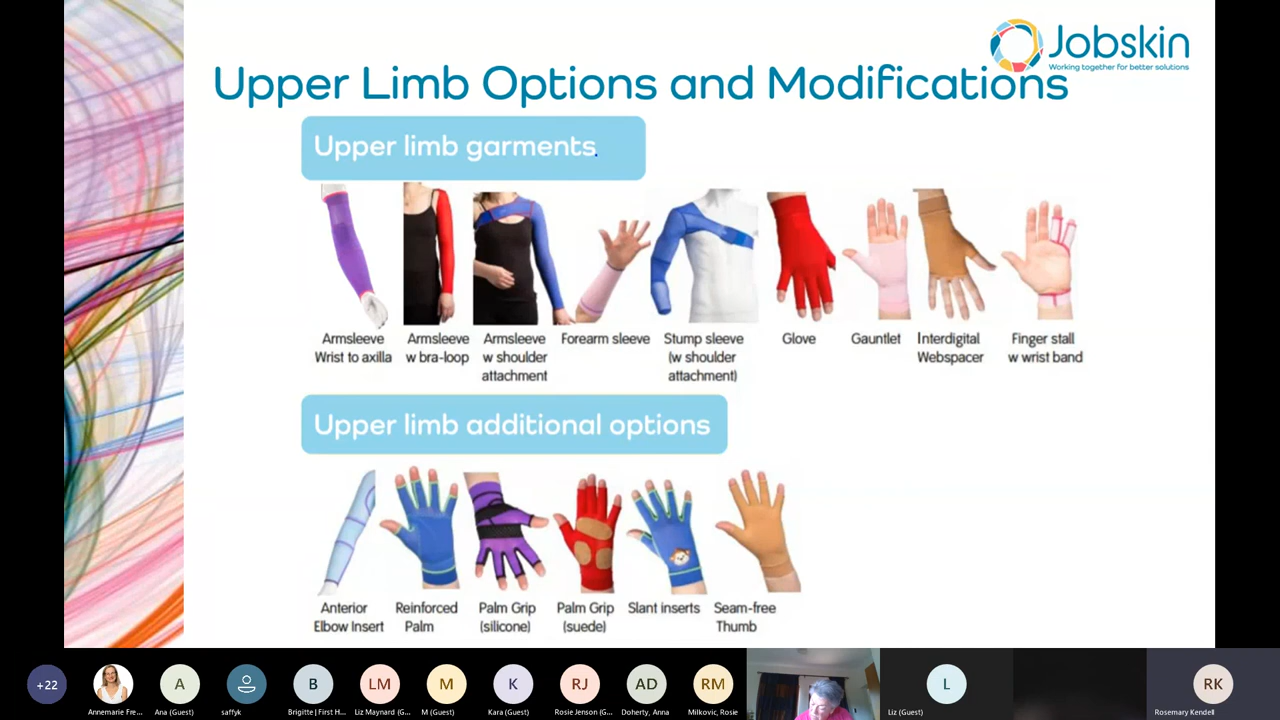 Jobskin
Working together for better solutions
Upper Limb Options and Modifications
Upper limb garments.
Armsleeve
Wrist to axilla
Armsleeve
w bra-loop
Armsleeve
w shoulder
attachment
Forearm sleeve
Stump sleeve
(w shoulder
attachment)
Glove
Gauntlet
Interdigital
Webspacer
Finger stall
w wrist band
Upper limb additional options
Anterior
Elbow Insert
Reinforced
Palm
Palm Grip
(silicone)
Palm Grip
(suede)
Slant inserts
Seam-free
Thumb
+22
A
B
LM
M
K
RJ
AD
RM
L
RK
Annemarie Fre...
Ana (Guest)
saffyk
Brigitte | First H...
Liz Maynard (G...
M (Guest)
Kara (Guest)
Rosie Jenson (G...
Doherty, Anna
Milkovic, Rosie
Liz (Guest)
Rosemary Kendell